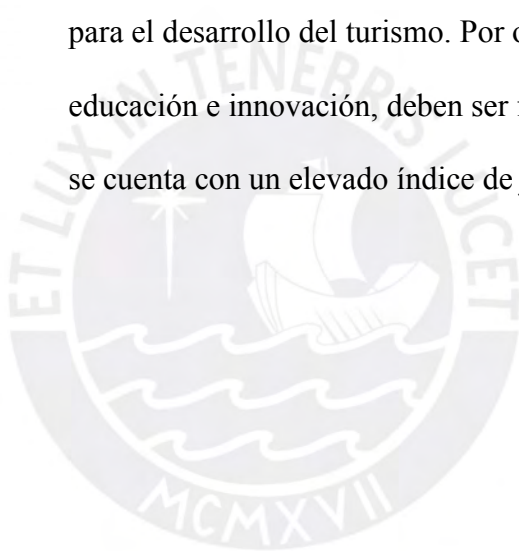 para el desarrollo del turismo. Por
educación e innovación, deben ser
se cuenta con un elevado índice de
ET LUX IN TENEBRIS LUCET
MCMXVII